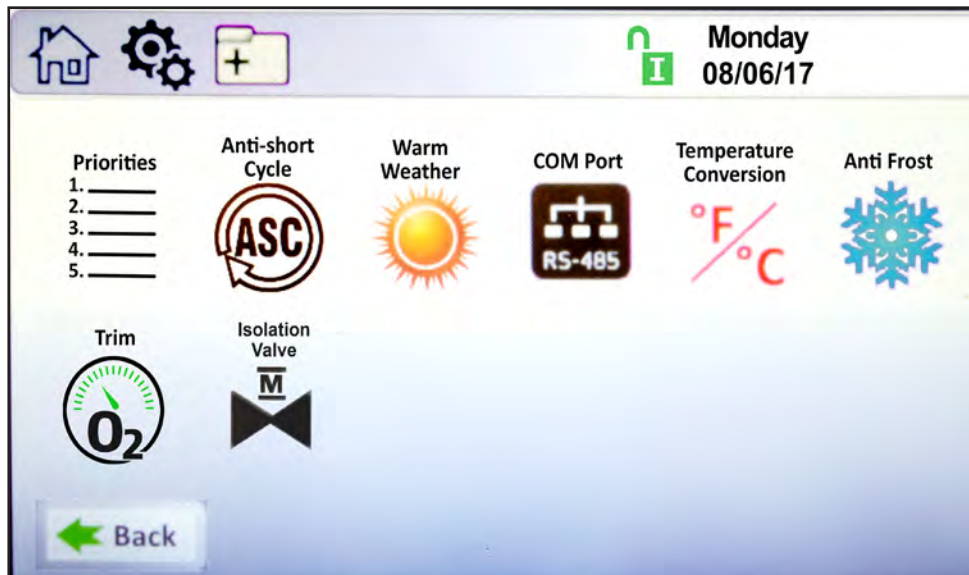 Monday
08/06/17
I
Priorities
1.
2.
3.
4.
5.
Anti-short
Cycle
ASC
Warm
Weather
COM Port
RS-485
Temperature
Conversion
°F/°C
Anti Frost
Trim
O2
Isolation
Valve
M
Back